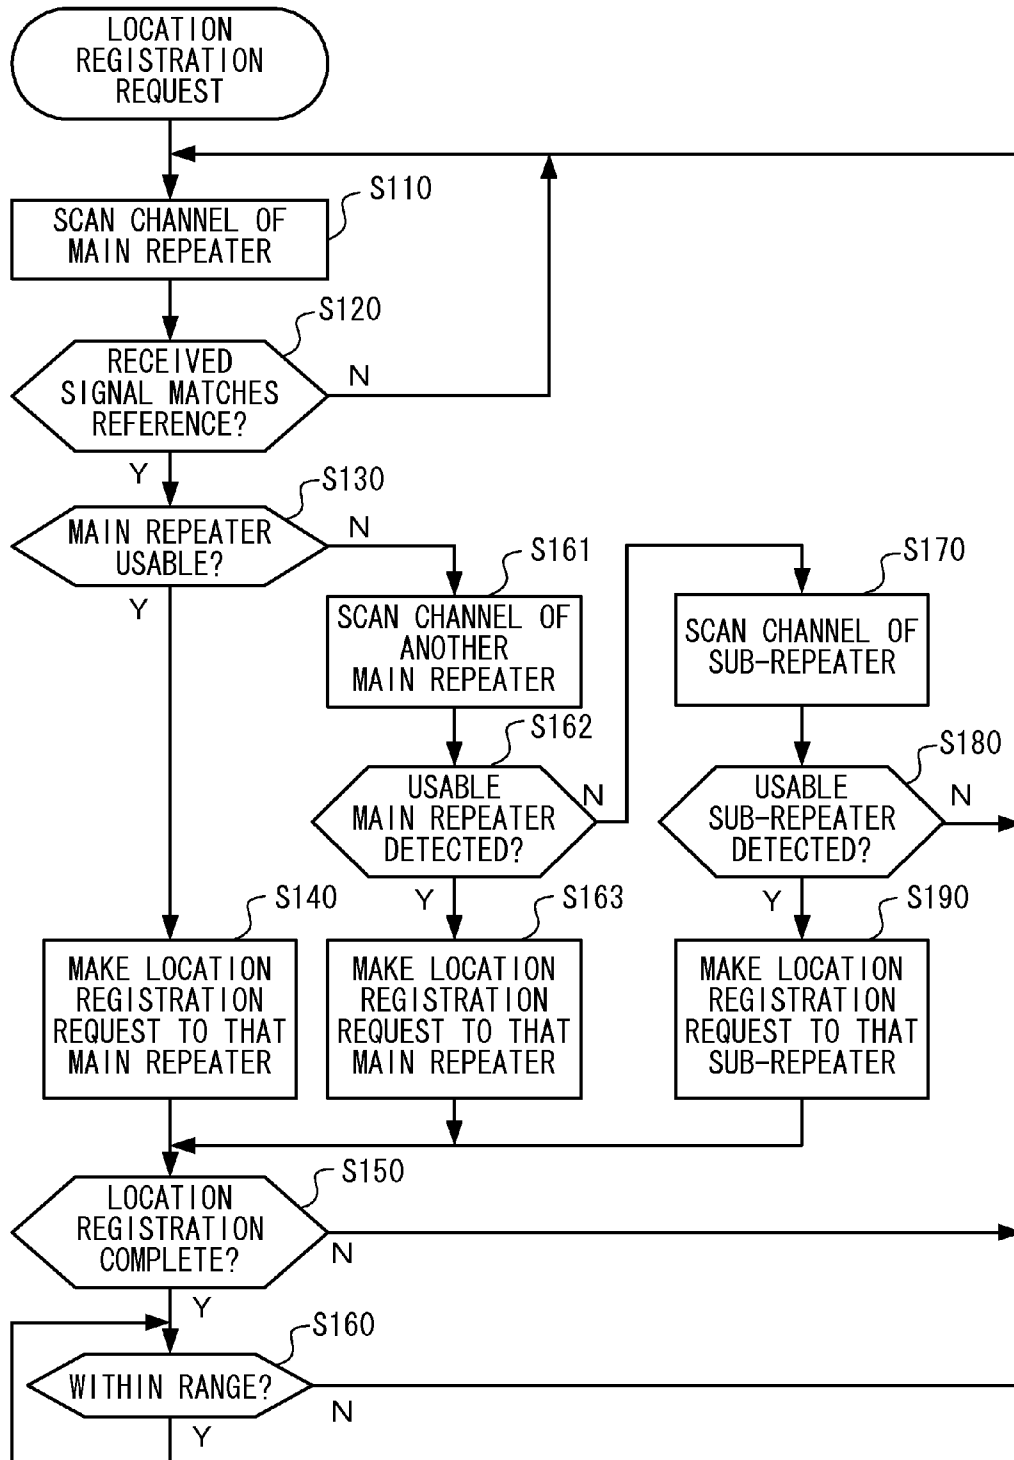 LOCATION
REGISTRATION
REQUEST
S110
SCAN CHANNEL OF
MAIN REPEATER
S120
RECEIVED
SIGNAL MATCHES
REFERENCE?
N
Y
S130
MAIN REPEATER
USABLE?
N
Y
S161
SCAN CHANNEL OF
ANOTHER
MAIN REPEATER
S170
SCAN CHANNEL OF
SUB-REPEATER
S162
USABLE
MAIN REPEATER
DETECTED?
N
Y
S180
USABLE
SUB-REPEATER
DETECTED?
N
Y
S140
MAKE LOCATION
REGISTRATION
REQUEST TO THAT
MAIN REPEATER
S163
MAKE LOCATION
REGISTRATION
REQUEST TO THAT
MAIN REPEATER
S190
MAKE LOCATION
REGISTRATION
REQUEST TO THAT
SUB-REPEATER
S150
LOCATION
REGISTRATION
COMPLETE?
N
Y
S160
WITHIN RANGE?
N
Y